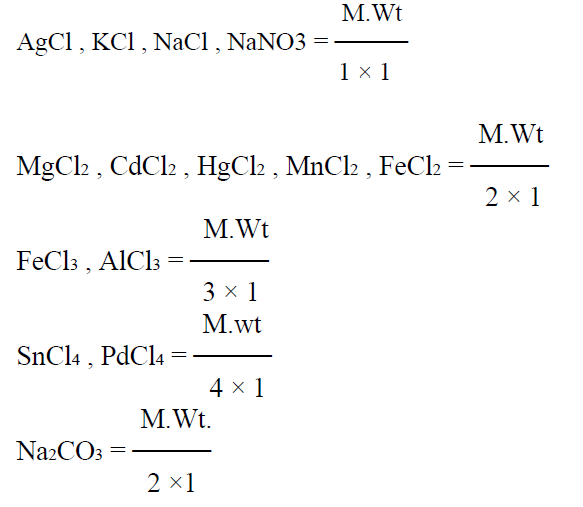 M.Wt
AgCl , KCl , NaCl , NaNO3 =
1 × 1
M.Wt
MgCl₂ , CdCl₂ , HgCl₂ , MnCl₂ , FeCl₂ =
2 × 1
M.Wt
FeCl₃ , AlCl₃ =
3 × 1
M.wt
SnCl₄ , PdCl₄ =
4 × 1
M.Wt.
Na₂CO₃ =
2 ×1